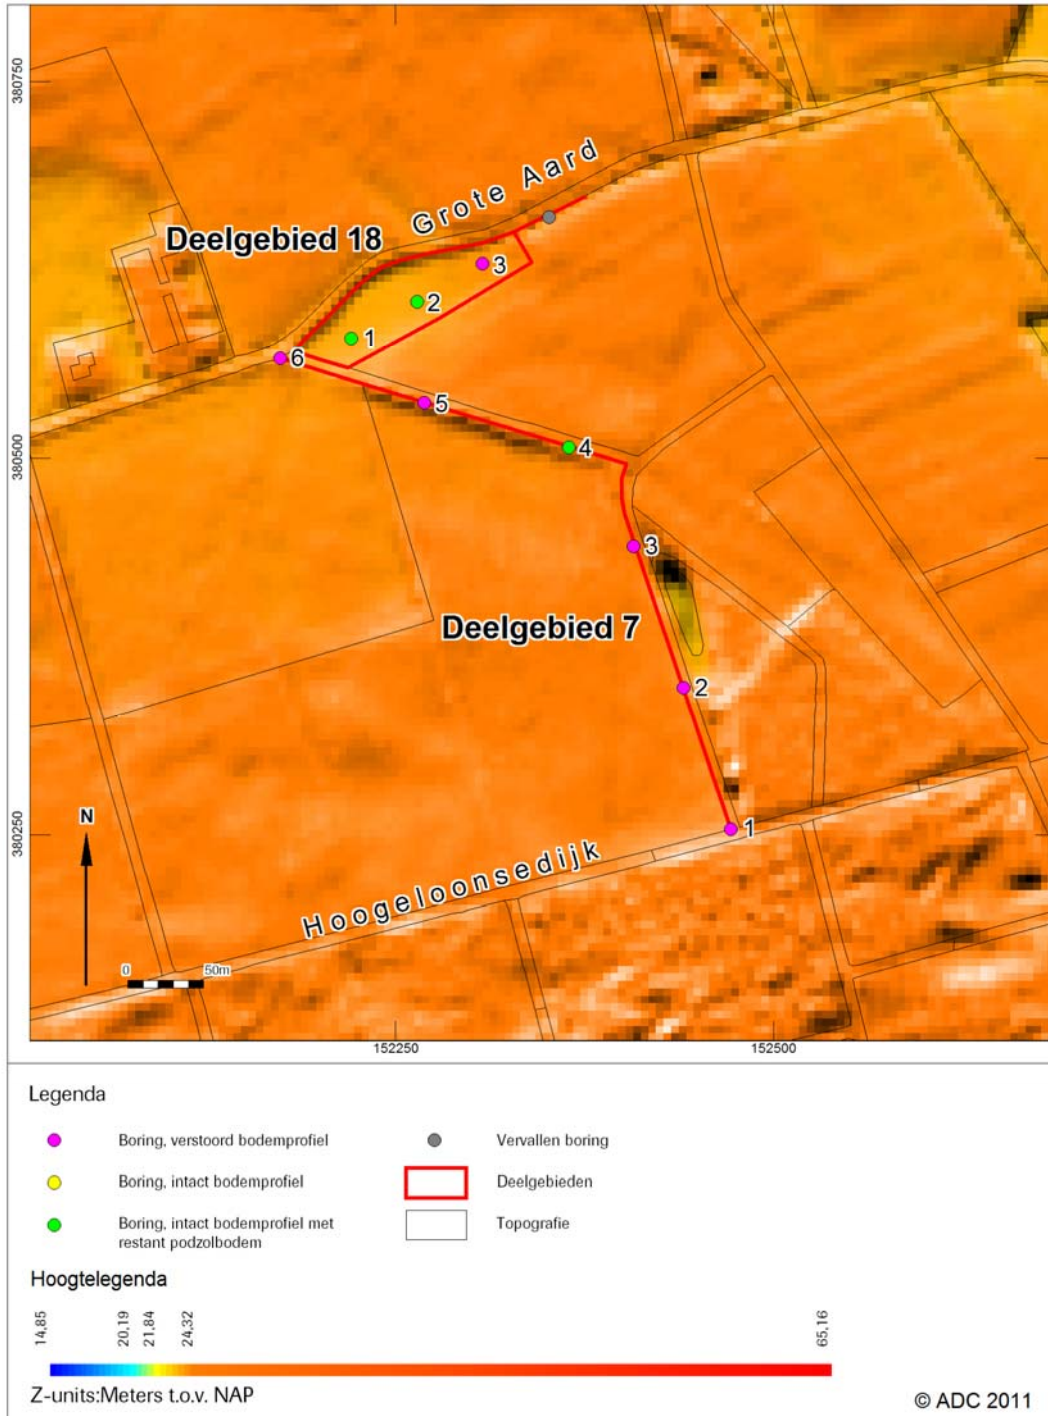 380750
Grote Aard
Deelgebied 18
3
2
1
6
5
4
380500
3
Deelgebied 7
2
1
380250
N
Hoogeloonsedijk
0 50m
152250 152500
Legenda
Boring, verstoord bodemprofiel
Vervallen boring
Boring, intact bodemprofiel
Deelgebieden
Boring, intact bodemprofiel met
restant podzolbodem
Topografie
Hoogtelegenda
14,85 20,19 21,84 24,32 65,16
Z-units:Meters t.o.v. NAP
© ADC 2011